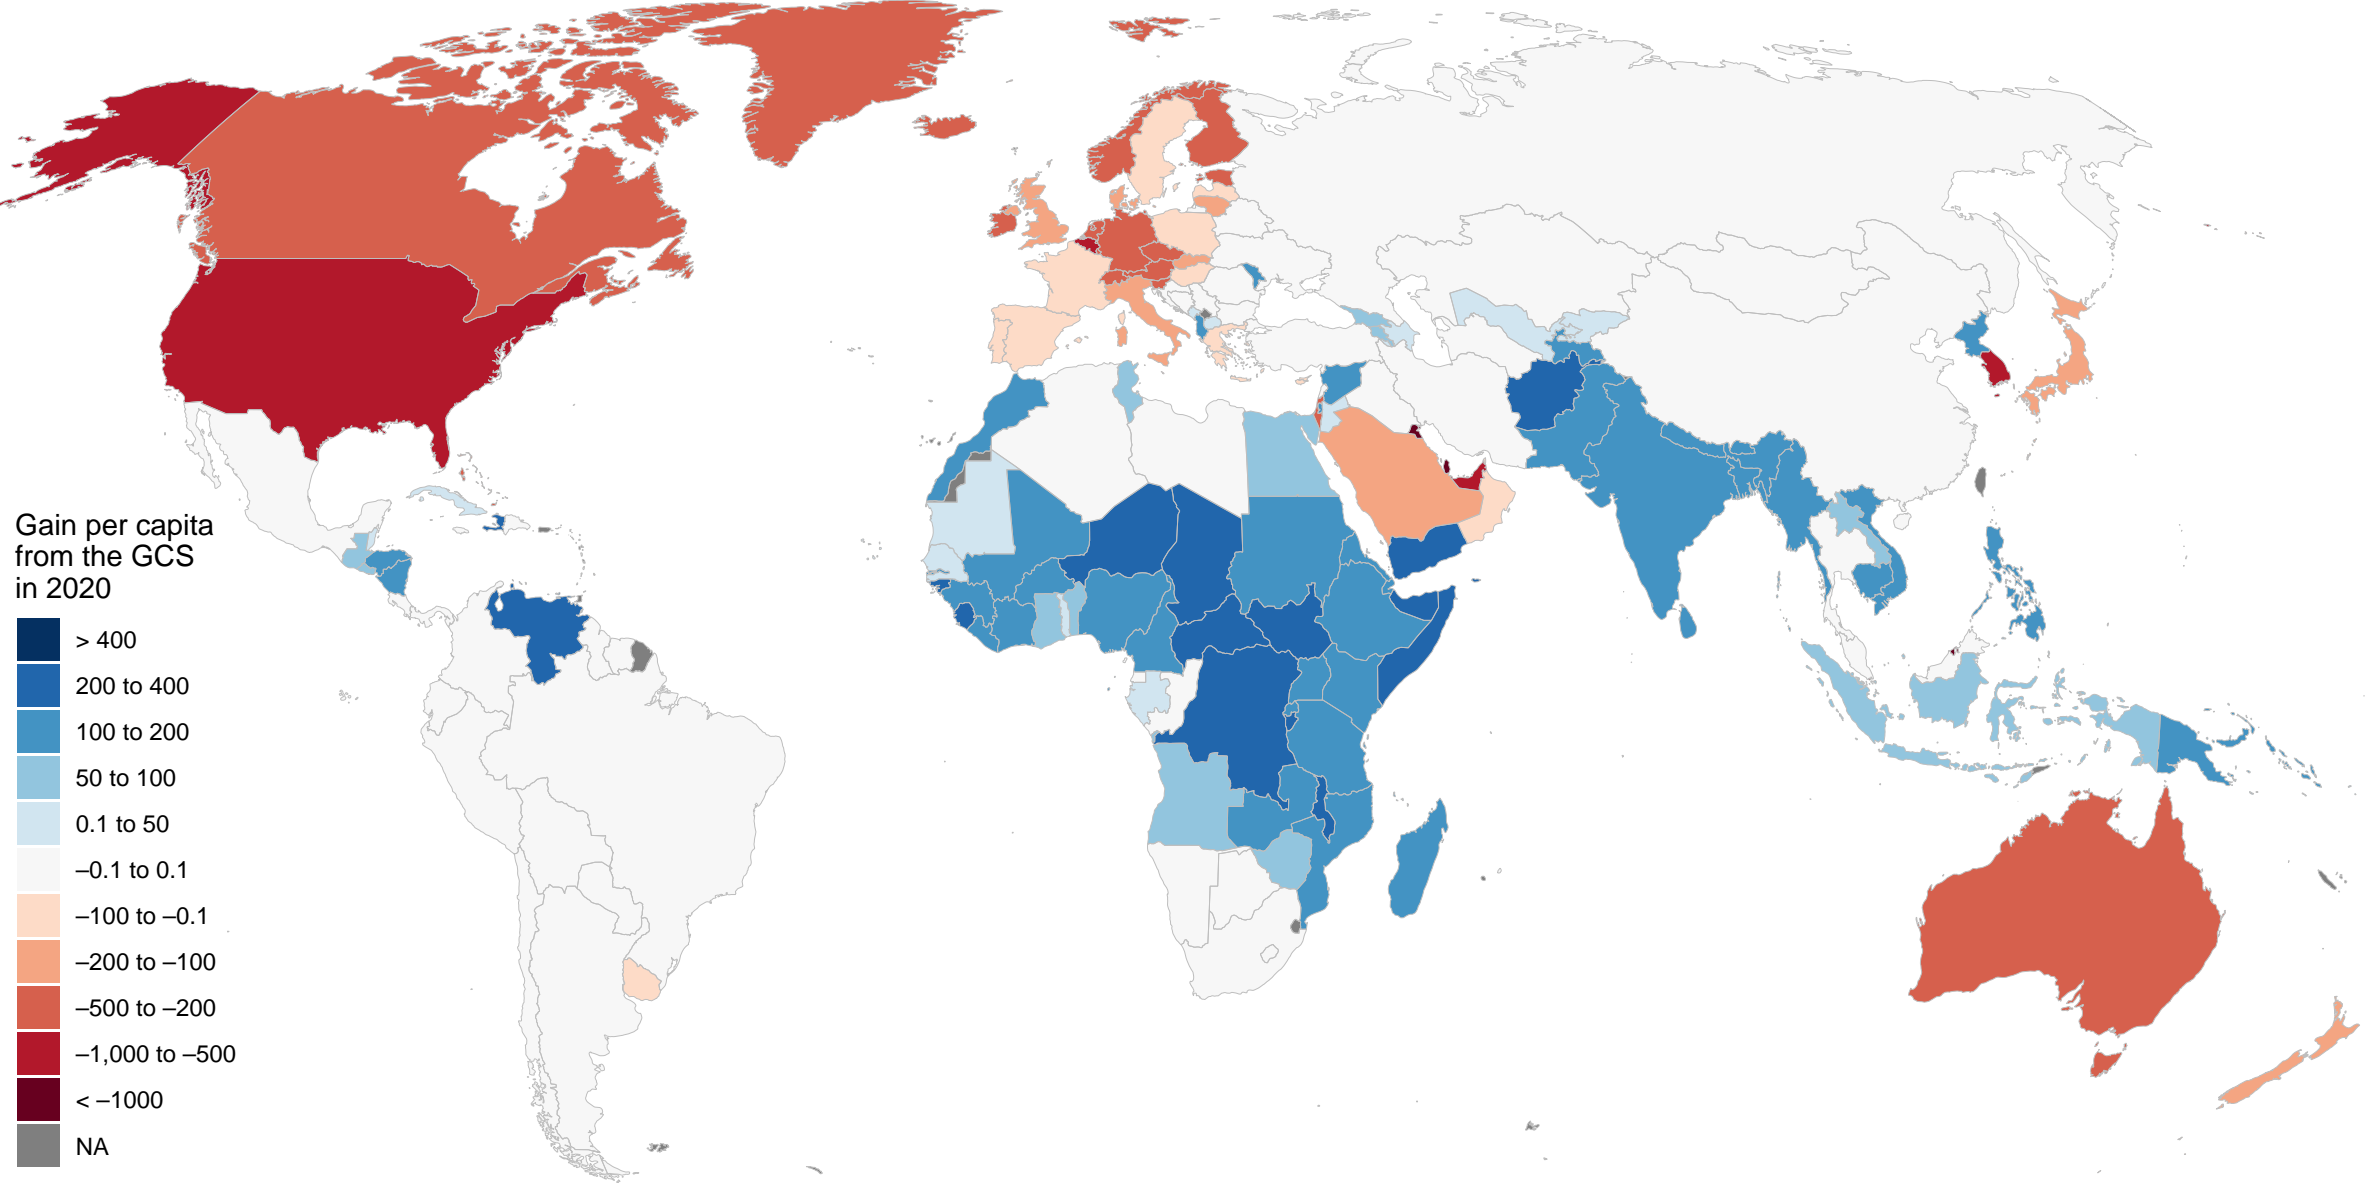 Gain per capita
from the GCS
in 2020
> 400
200 to 400
100 to 200
50 to 100
0.1 to 50
–0.1 to 0.1
–100 to –0.1
–200 to –100
–500 to –200
–1,000 to –500
< –1000
NA